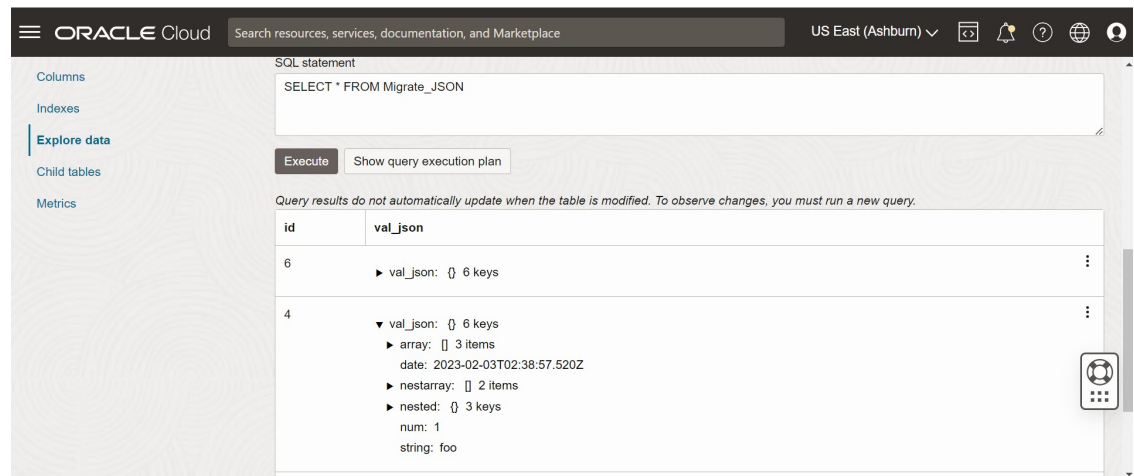 ORACLE Cloud
Search resources, services, documentation, and Marketplace
US East (Ashburn)
Columns
Indexes
Explore data
Child tables
Metrics
SQL statement
SELECT * FROM Migrate_JSON
Execute
Show query execution plan
Query results do not automatically update when the table is modified. To observe changes, you must run a new query.
id val_json
6
val_json: {} 6 keys
4
val_json: {} 6 keys
array: [] 3 items
date: 2023-02-03T02:38:57.520Z
nestarray: [] 2 items
nested: {} 3 keys
num: 1
string: foo